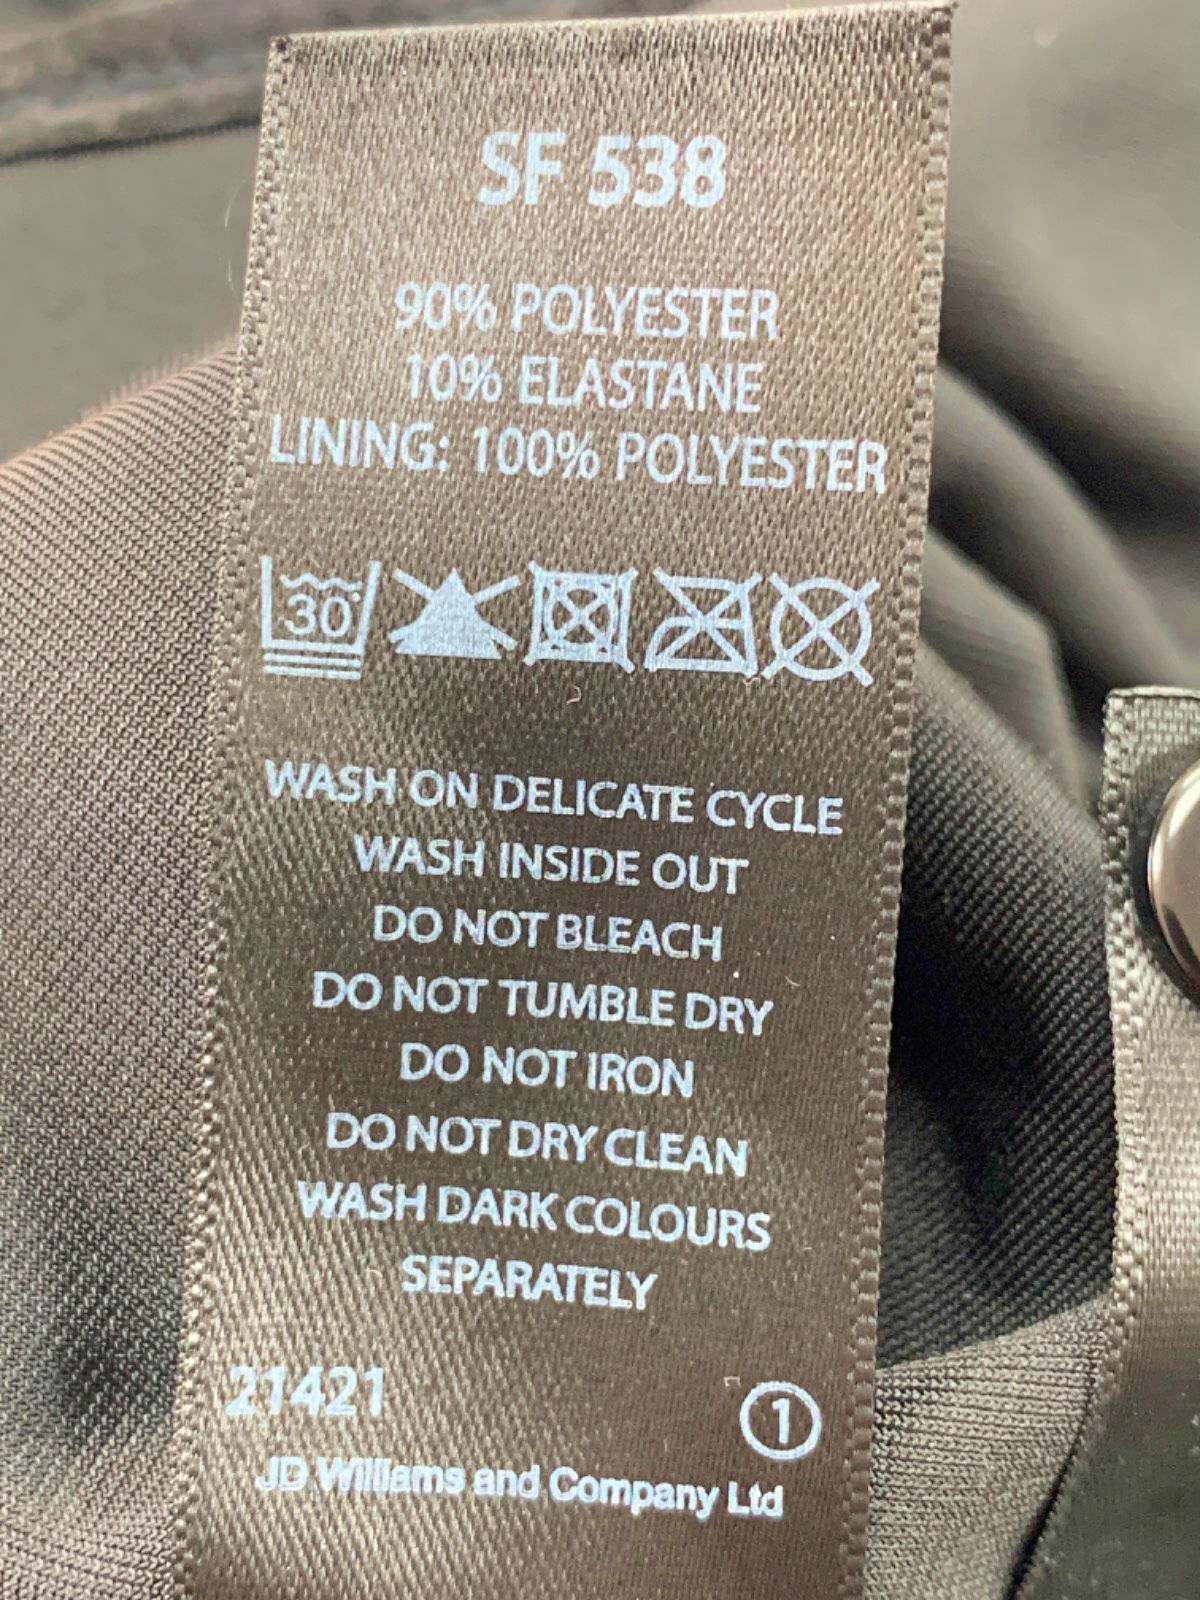 SF 538
90% POLYESTER
10% ELASTANE
LINING: 100% POLYESTER
30°
WASH ON DELICATE CYCLE
WASH INSIDE OUT
DO NOT BLEACH
DO NOT TUMBLE DRY
DO NOT IRON
DO NOT DRY CLEAN
WASH DARK COLOURS
SEPARATELY
21421 1
JD Williams and Company Ltd